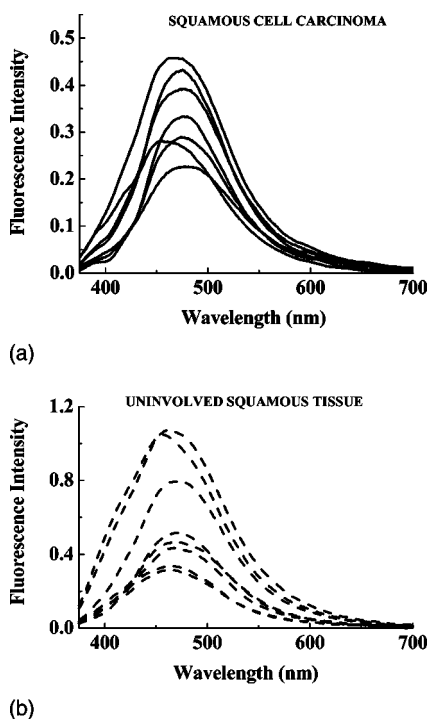 SQUAMOUS CELL CARCINOMA
0.5
0.4
0.3
0.2
0.1
0.0
Fluorescence Intensity
400 500 600 700
Wavelength (nm)
(a)
UNINVOLVED SQUAMOUS TISSUE
1.2
0.8
0.4
0.0
Fluorescence Intensity
400 500 600 700
Wavelength (nm)
(b)